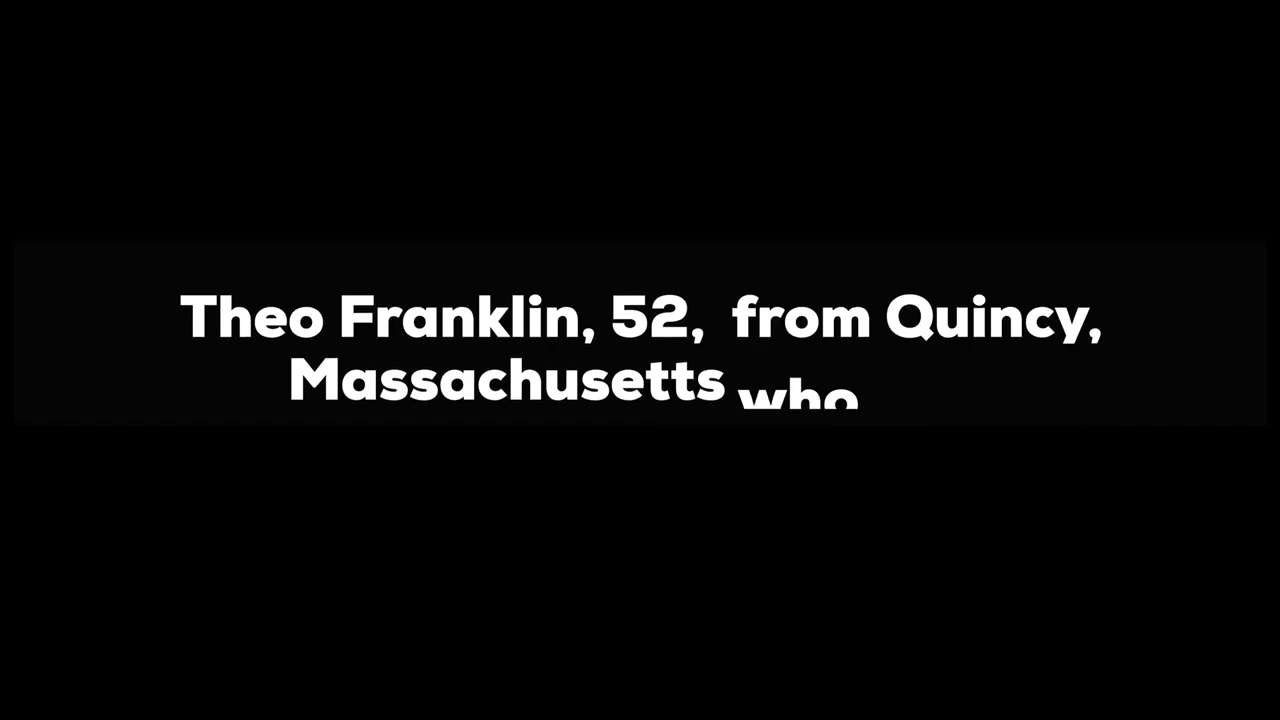 Theo Franklin, 52, from Quincy,
Massachusetts who